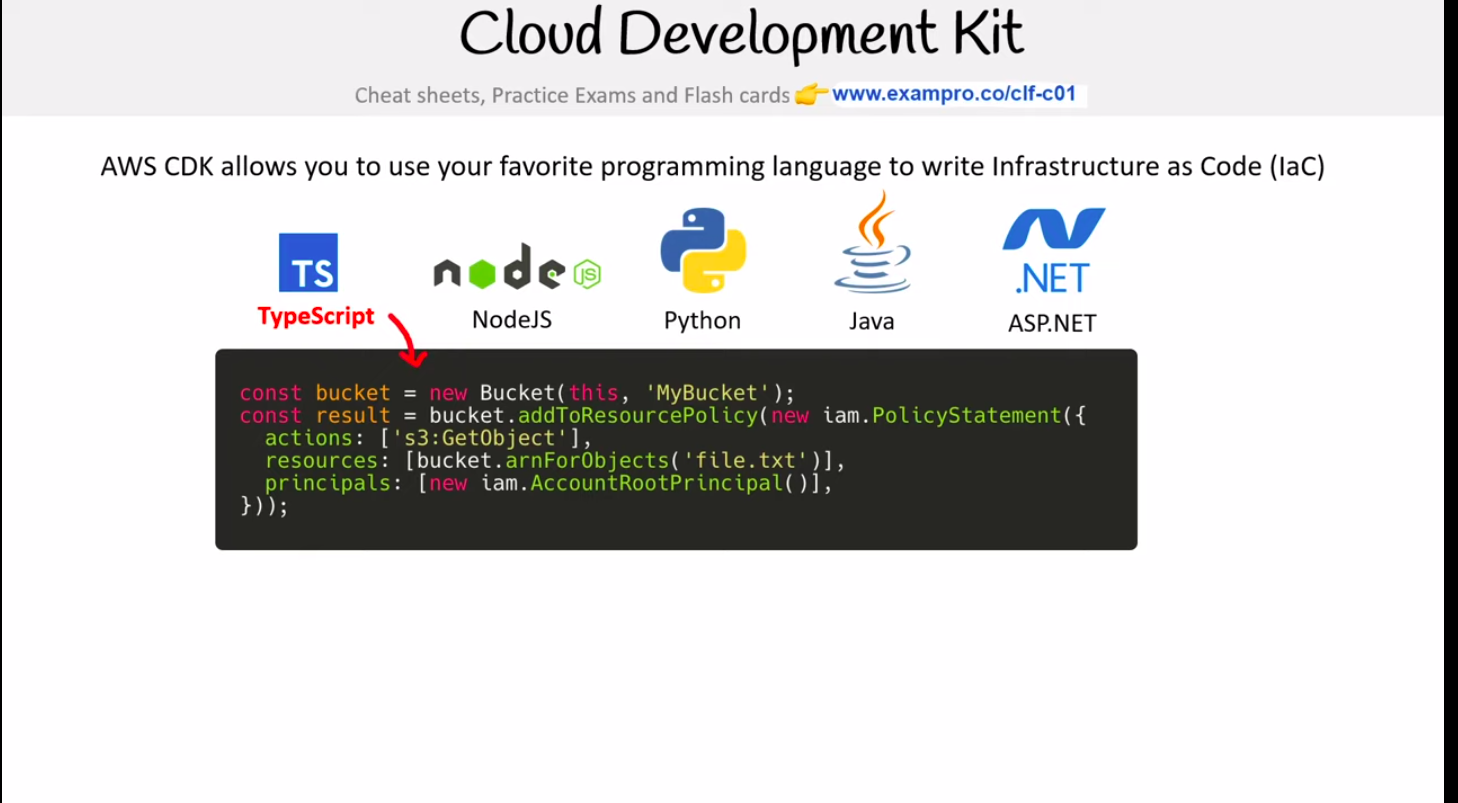 Cloud Development Kit
Cheat sheets, Practice Exams and Flash cards 👉 www.exampro.co/clf-c01
AWS CDK allows you to use your favorite programming language to write Infrastructure as Code (IaC)
TS
node JS
.NET
TypeScript
NodeJS
Python
Java
ASP.NET
const bucket = new Bucket(this, 'MyBucket');
const result = bucket.addToResourcePolicy(new iam.PolicyStatement({
  actions: ['s3:GetObject'],
  resources: [bucket.arnForObjects('file.txt')],
  principals: [new iam.AccountRootPrincipal()],
}));